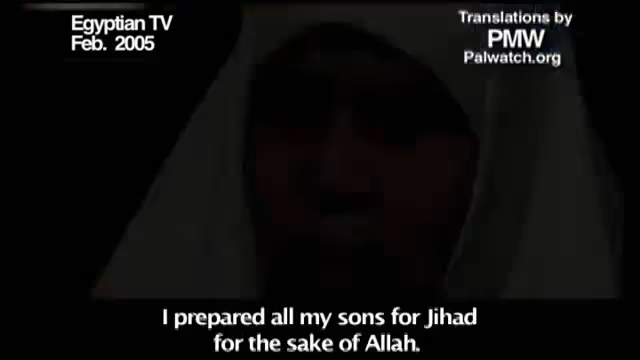 Egyptian TV
Feb. 2005
Translations by
PMW
Palwatch.org
I prepared all my sons for Jihad
for the sake of Allah.